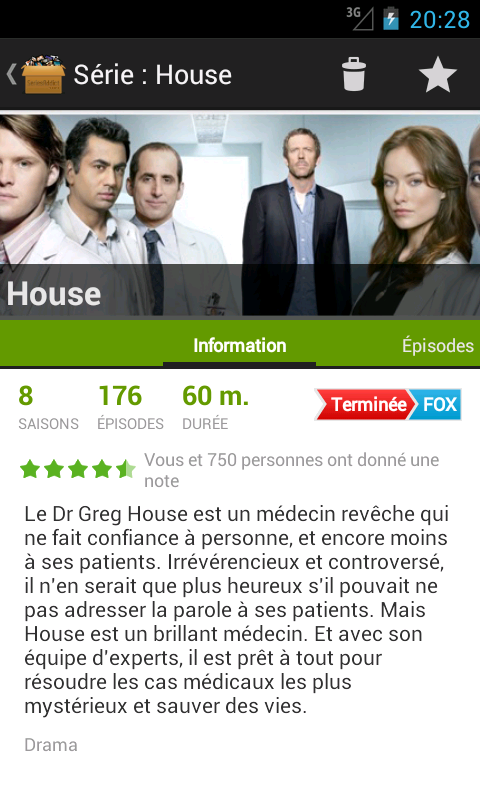 3G
20:28
Série : House
House
Information
Épisodes
8
176
60 m.
Terminée
FOX
SAISONS
ÉPISODES
DURÉE
Vous et 750 personnes ont donné une
note
Le Dr Greg House est un médecin revêche qui
ne fait confiance à personne, et encore moins
à ses patients. Irrévérencieux et controversé,
il n'en serait que plus heureux s'il pouvait ne
pas adresser la parole à ses patients. Mais
House est un brillant médecin. Et avec son
équipe d'experts, il est prêt à tout pour
résoudre les cas médicaux les plus
mystérieux et sauver des vies.
Drama